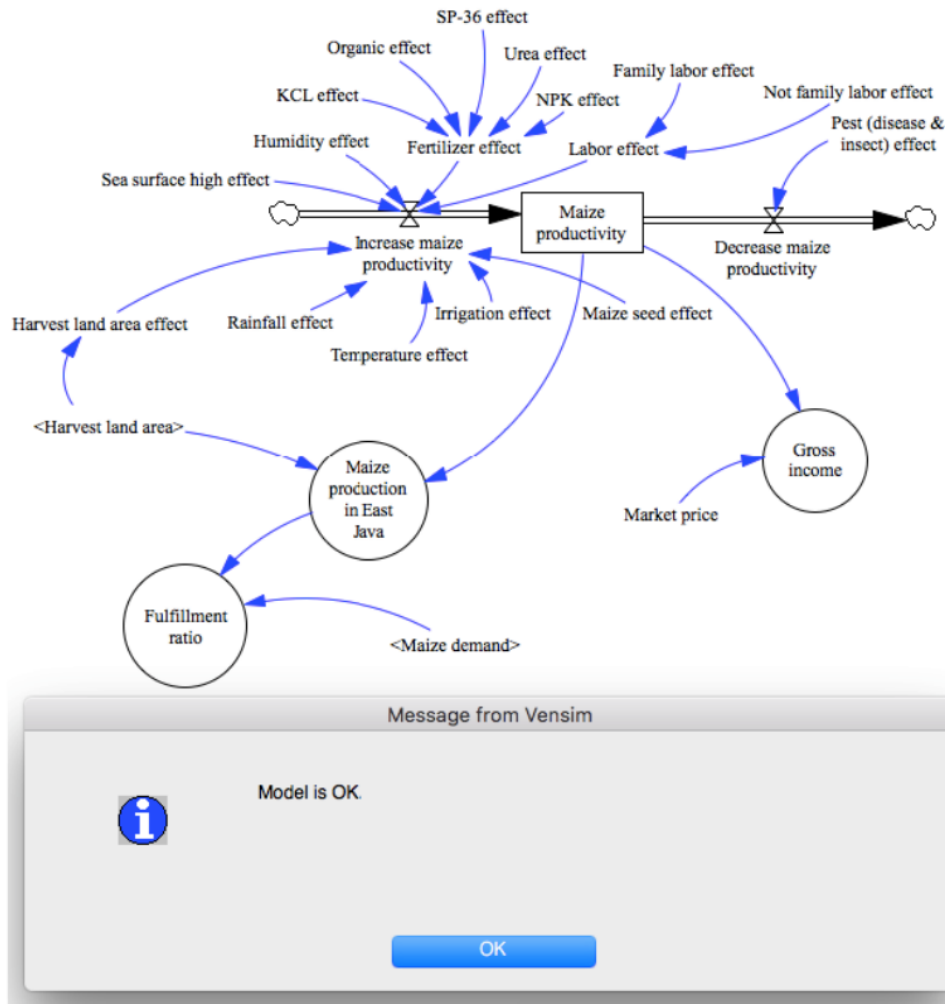 SP-36 effect
Organic effect
Urea effect
Family labor effect
KCL effect
NPK effect
Not family labor effect
Humidity effect
Fertilizer effect
Labor effect
Pest (disease &
insect) effect
Sea surface high effect
Maize
productivity
Increase maize
productivity
Decrease maize
productivity
Harvest land area effect
Rainfall effect
Irrigation effect
Maize seed effect
Temperature effect
<Harvest land area>
Maize
production
in East
Java
Gross
income
Market price
Fulfillment
ratio
<Maize demand>
Message from Vensim
Model is OK.
OK